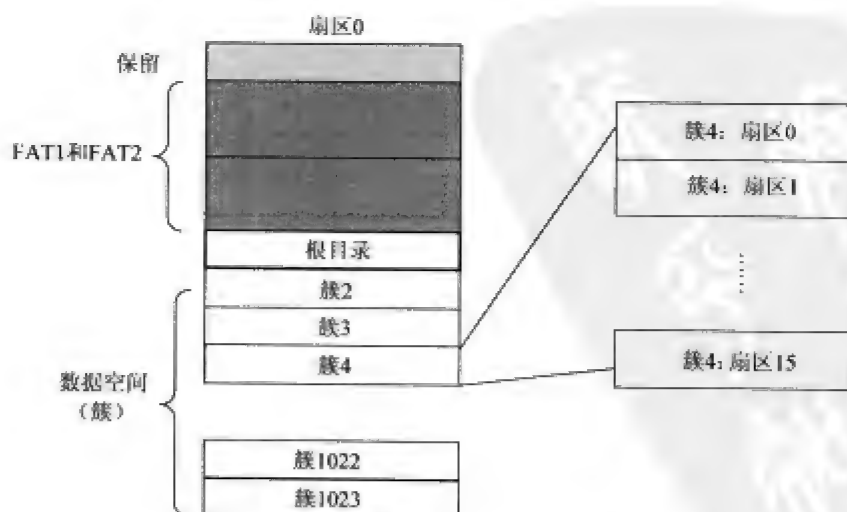 扇区0
保留
FAT1和FAT2
根目录
簇2
簇3
簇4
数据空间
（簇）
簇1022
簇1023
簇4：扇区0
簇4：扇区1
簇4：扇区15